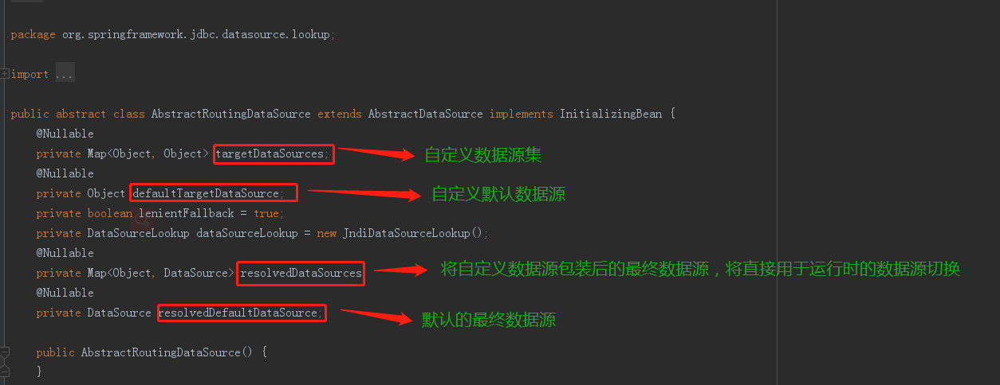 package org.springframework.jdbc.datasource.lookup;
import ...
public abstract class AbstractRoutingDataSource extends AbstractDataSource implements InitializingBean {
@Nullable
private Map<Object, Object> targetDataSources; 自定义数据源集
@Nullable
private Object defaultTargetDataSource; 自定义默认数据源
private boolean lenientFallback = true;
private DataSourceLookup dataSourceLookup = new JndiDataSourceLookup();
@Nullable
private Map<Object, DataSource> resolvedDataSources 将自定义数据源包装后的最终数据源，将直接用于运行时的数据源切换
@Nullable
private DataSource resolvedDefaultDataSource; 默认的最终数据源
public AbstractRoutingDataSource() {
}